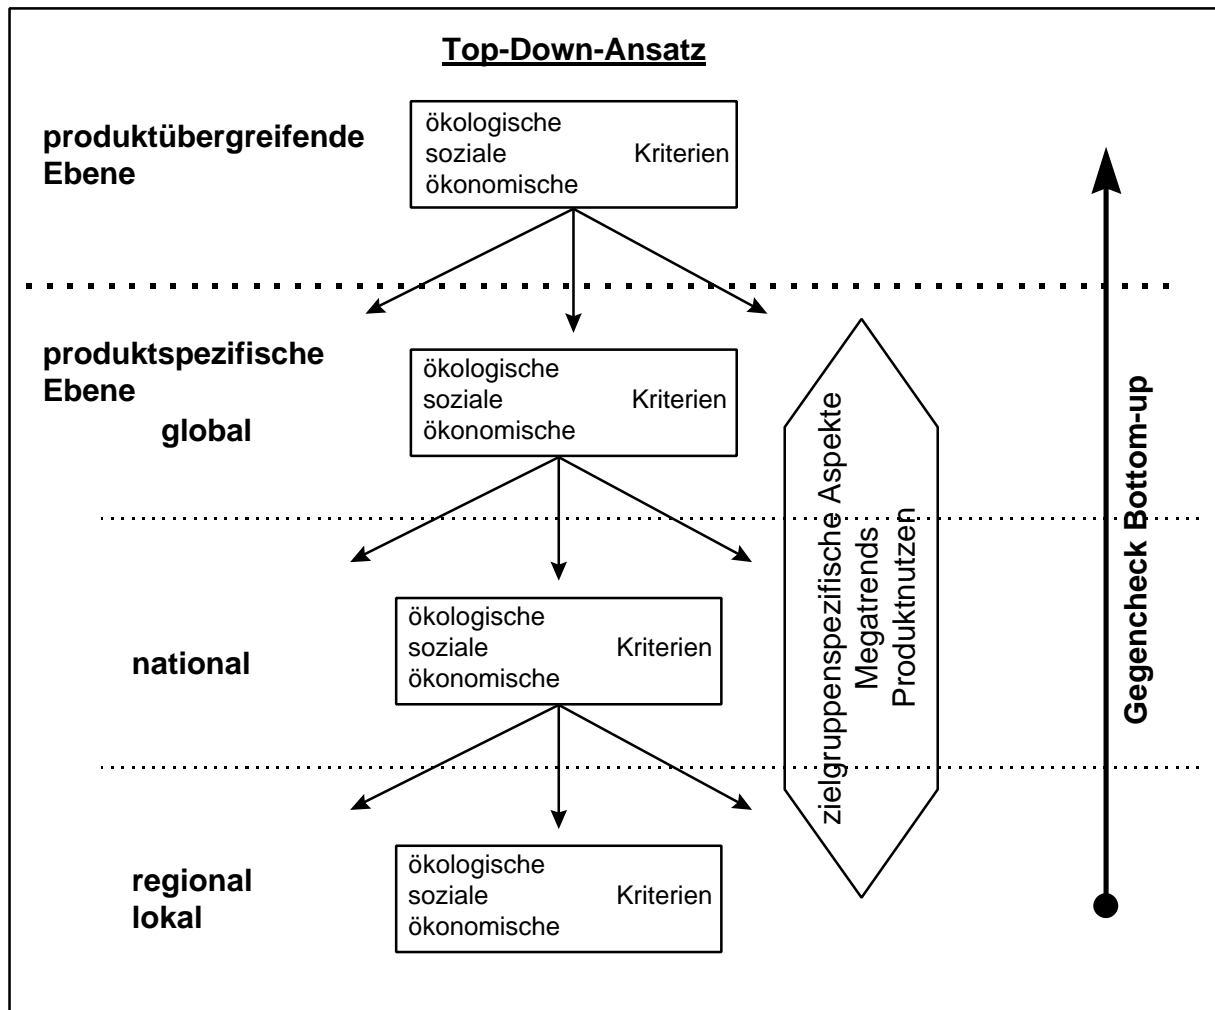 Top-Down-Ansatz
produktübergreifende
Ebene
ökologische
soziale Kriterien
ökonomische
produktspezifische
Ebene
global
ökologische
soziale Kriterien
ökonomische
national
ökologische
soziale Kriterien
ökonomische
regional
lokal
ökologische
soziale Kriterien
ökonomische
zielgruppenspezifische Aspekte
Megatrends
Produktnutzen
Gegencheck Bottom-up